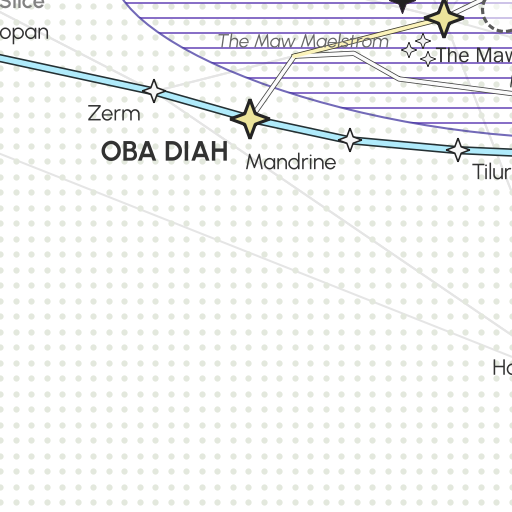 Slice
opan
The Maw Maelstrom
The Maw
Zerm
OBA DIAH
Mandrine
Tilur
Ho